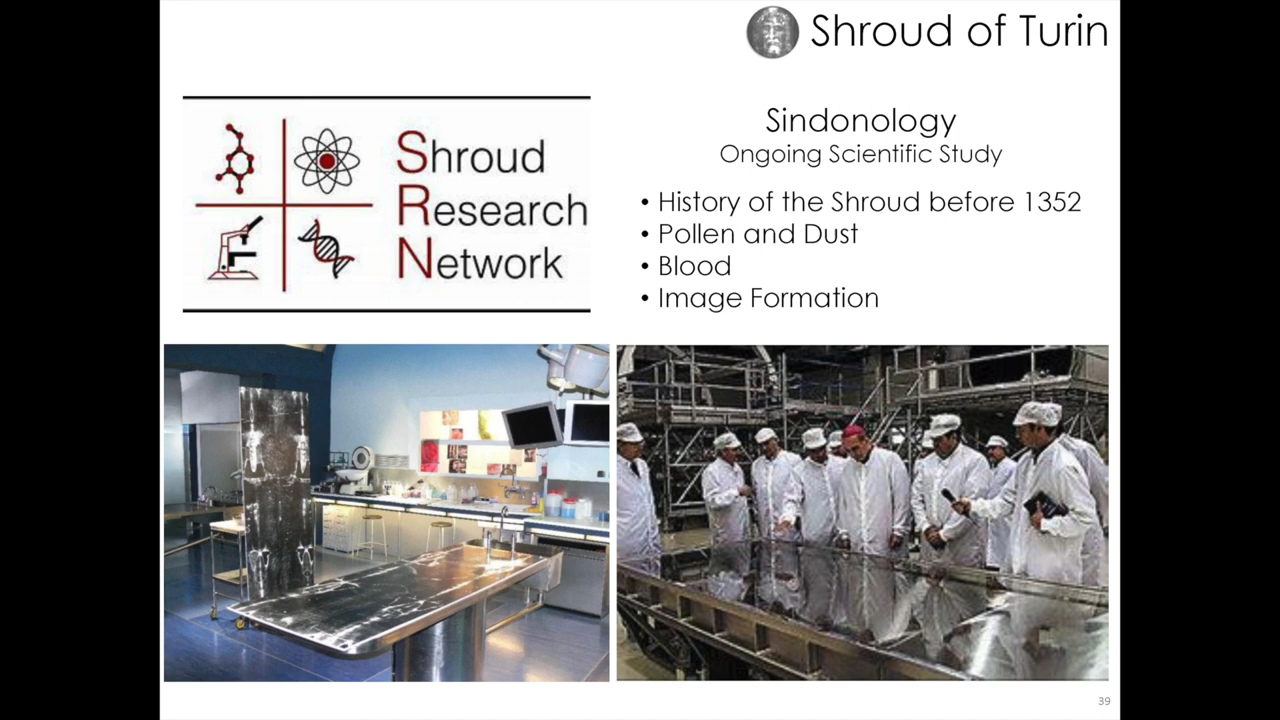 Shroud of Turin
Shroud
Research
Network
Sindonology
Ongoing Scientific Study
• History of the Shroud before 1352
• Pollen and Dust
• Blood
• Image Formation
39